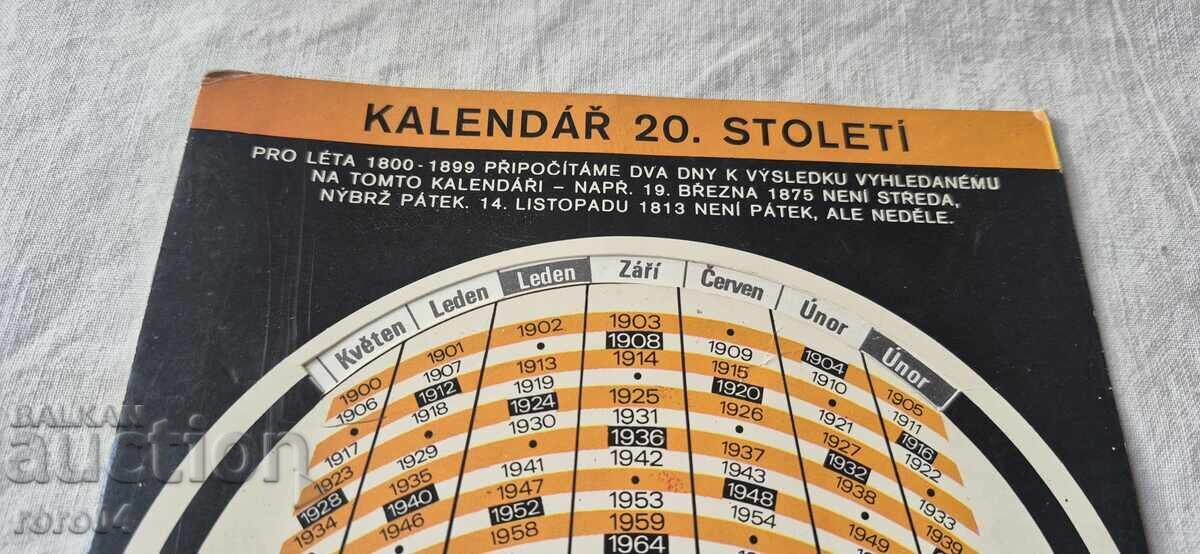 KALENDÁŘ 20. STOLETÍ
PRO LÉTA 1800-1899 PŘIPOČÍTÁME DVA DNY K VÝSLEDKU VYHLEDANÉMU
NA TOMTO KALENDÁŘI – NAPŘ. 19. BŘEZNA 1875 NENÍ STŘEDA,
NÝBRŽ PÁTEK. 14. LISTOPADU 1813 NENÍ PÁTEK, ALE NEDĚLE.
Květen Leden Leden Září Červen Únor Únor
1900 1901 1902 1903 • 1904 1905
1906 1907 • 1908 1909 1910 1911
• 1912 1913 1914 1915 • 1916
1917 1918 1919 • 1920 1921 1922
1923 • 1924 1925 1926 1927 •
1928 1929 1930 1931 • 1932 1933
1934 1935 • 1936 1937 1938 1939
• 1940 1941 1942 1943 •
1946 1947 • 1948 1949
1952 1953 1954
1958 1959
1964
BALKAN
auction
roro14